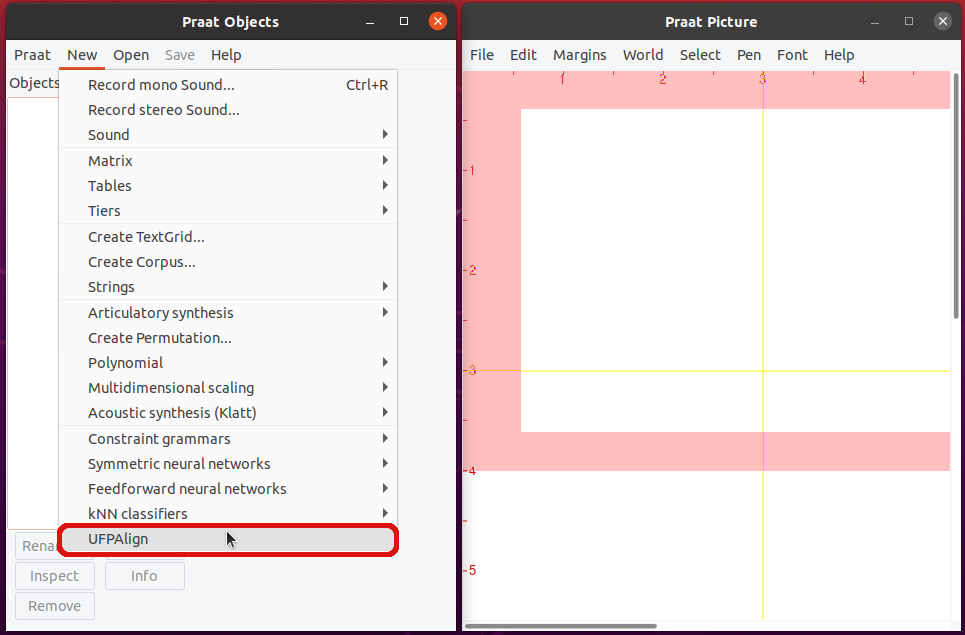 Praat Objects
Praat New Open Save Help
Objects
Record mono Sound... Ctrl+R
Record stereo Sound...
Sound
Matrix
Tables
Tiers
Create TextGrid...
Create Corpus...
Strings
Articulatory synthesis
Create Permutation...
Polynomial
Multidimensional scaling
Acoustic synthesis (Klatt)
Constraint grammars
Symmetric neural networks
Feedforward neural networks
kNN classifiers
UFPAlign
Rena
Inspect Info
Remove
Praat Picture
File Edit Margins World Select Pen Font Help
1 2 3 4
1
2
3
4
5